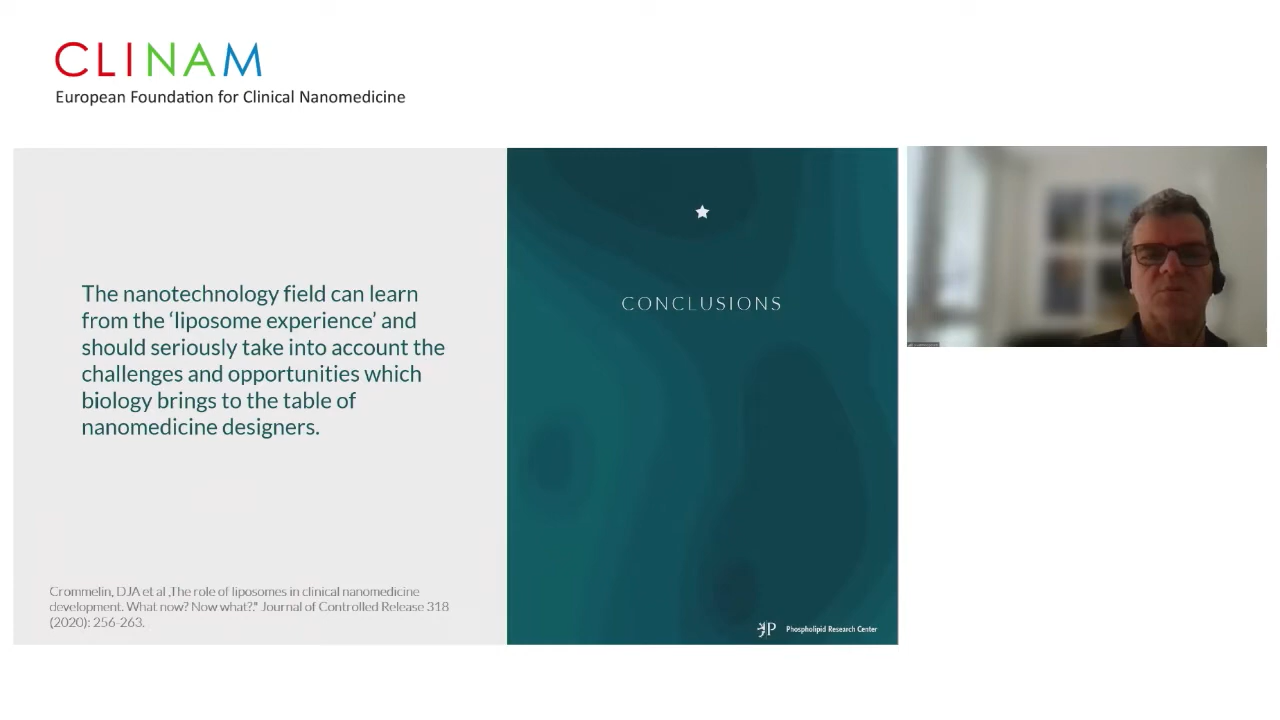 CLINAM
European Foundation for Clinical Nanomedicine
The nanotechnology field can learn
from the ‘liposome experience’ and
should seriously take into account the
challenges and opportunities which
biology brings to the table of
nanomedicine designers.
Crommelin, DJA et al „The role of liposomes in clinical nanomedicine
development. What now? Now what?." Journal of Controlled Release 318
(2020): 256-263.
CONCLUSIONS
Phospholipid Research Center